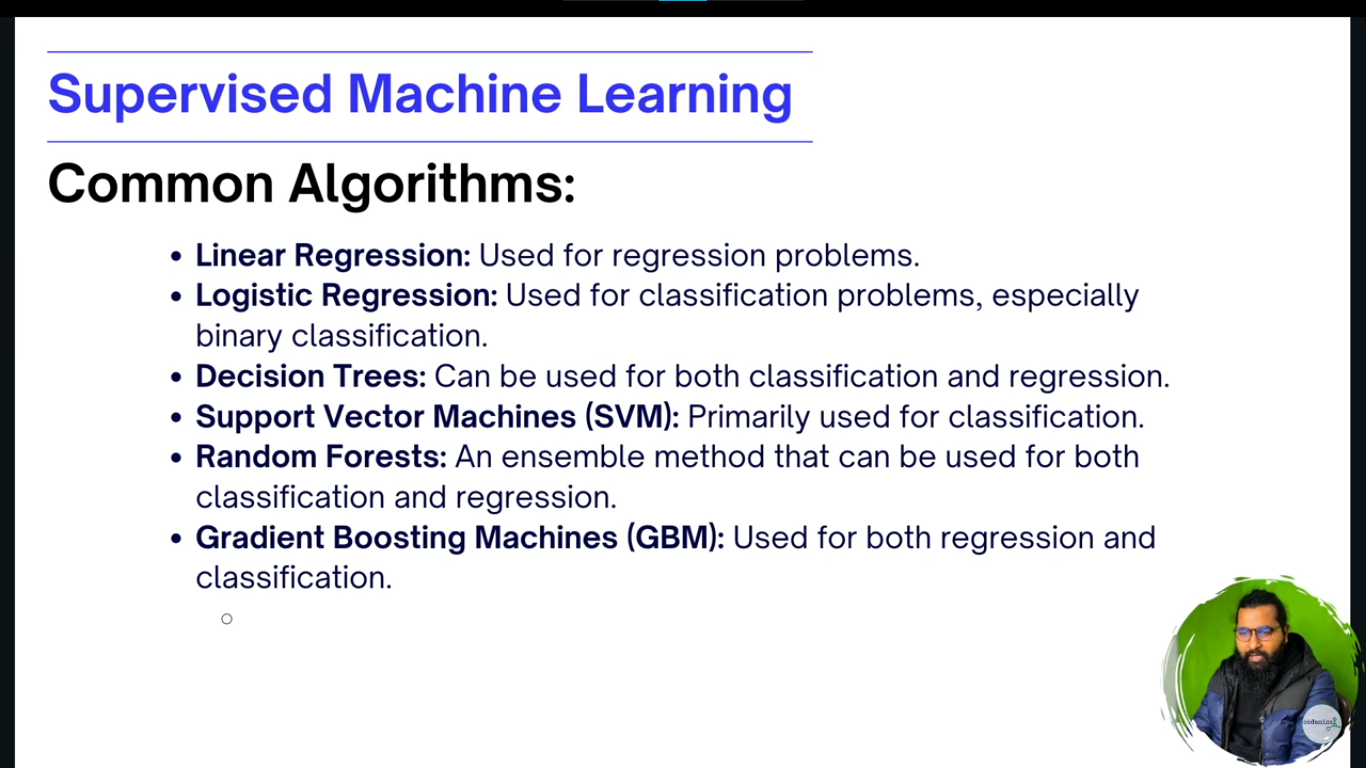 Supervised Machine Learning
Common Algorithms:
• Linear Regression: Used for regression problems.
• Logistic Regression: Used for classification problems, especially
binary classification.
• Decision Trees: Can be used for both classification and regression.
• Support Vector Machines (SVM): Primarily used for classification.
• Random Forests: An ensemble method that can be used for both
classification and regression.
• Gradient Boosting Machines (GBM): Used for both regression and
classification.
codanics